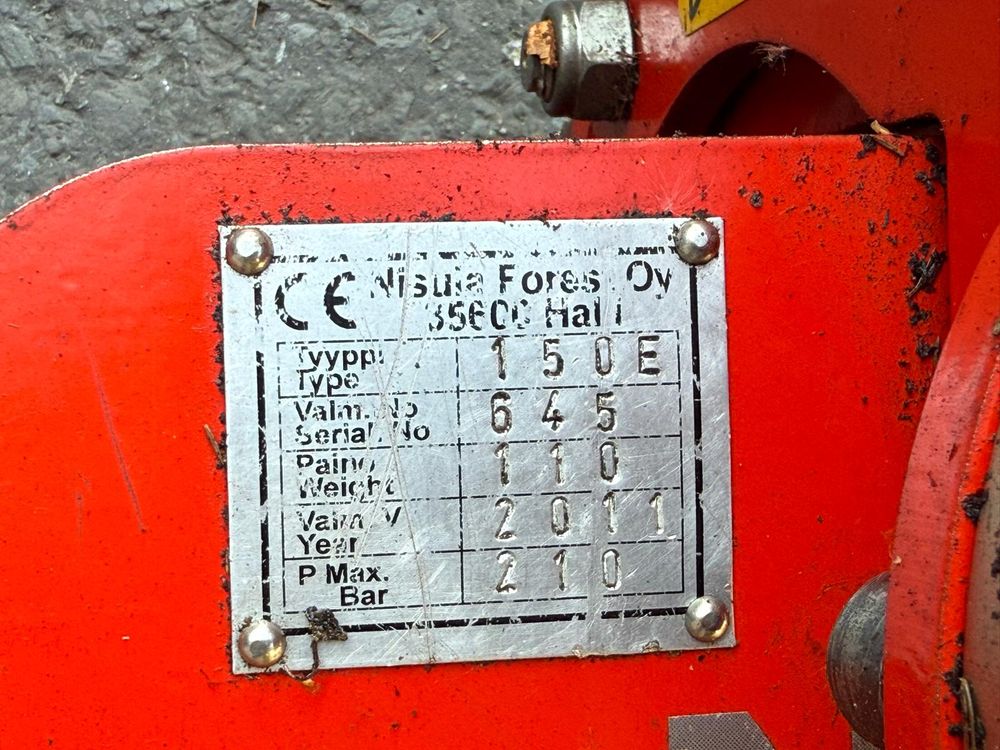 CE Nisula Forest Oy
35600 Halli
Tyyppi 150E
Type
Valm. No 645
Serial. No
Paino 110
Weight
Valm. V 2011
Year
P Max. 210
Bar